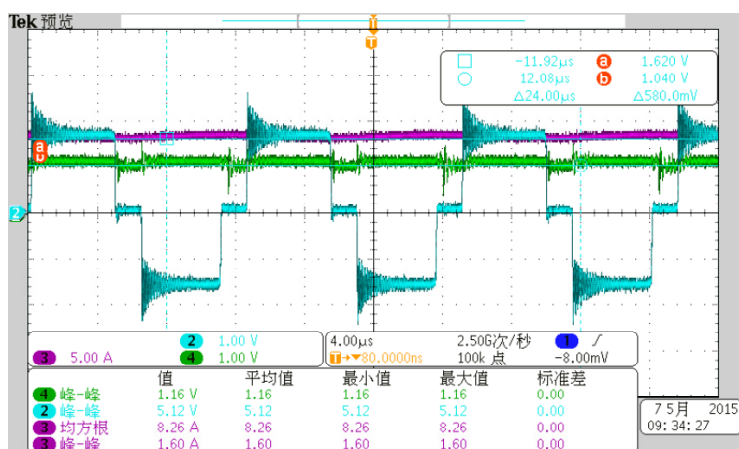 Tek 预览
T
T
-11.92μs a 1.620 V
12.08μs b 1.040 V
△24.00μs △580.0mV
a
b
2
2 1.00 V
3 5.00 A 4 1.00 V
4.00μs 2.50G次/秒 1 /
T→▼80.0000ns 100k 点 -8.00mV
值 平均值 最小值 最大值 标准差
4 峰-峰 1.16 V 1.16 1.16 1.16 0.00
2 峰-峰 5.12 V 5.12 5.12 5.12 0.00
3 均方根 8.26 A 8.26 8.26 8.26 0.00
3 峰-峰 1.60 A 1.60 1.60 1.60 0.00
7 5月 2015
09:34:27